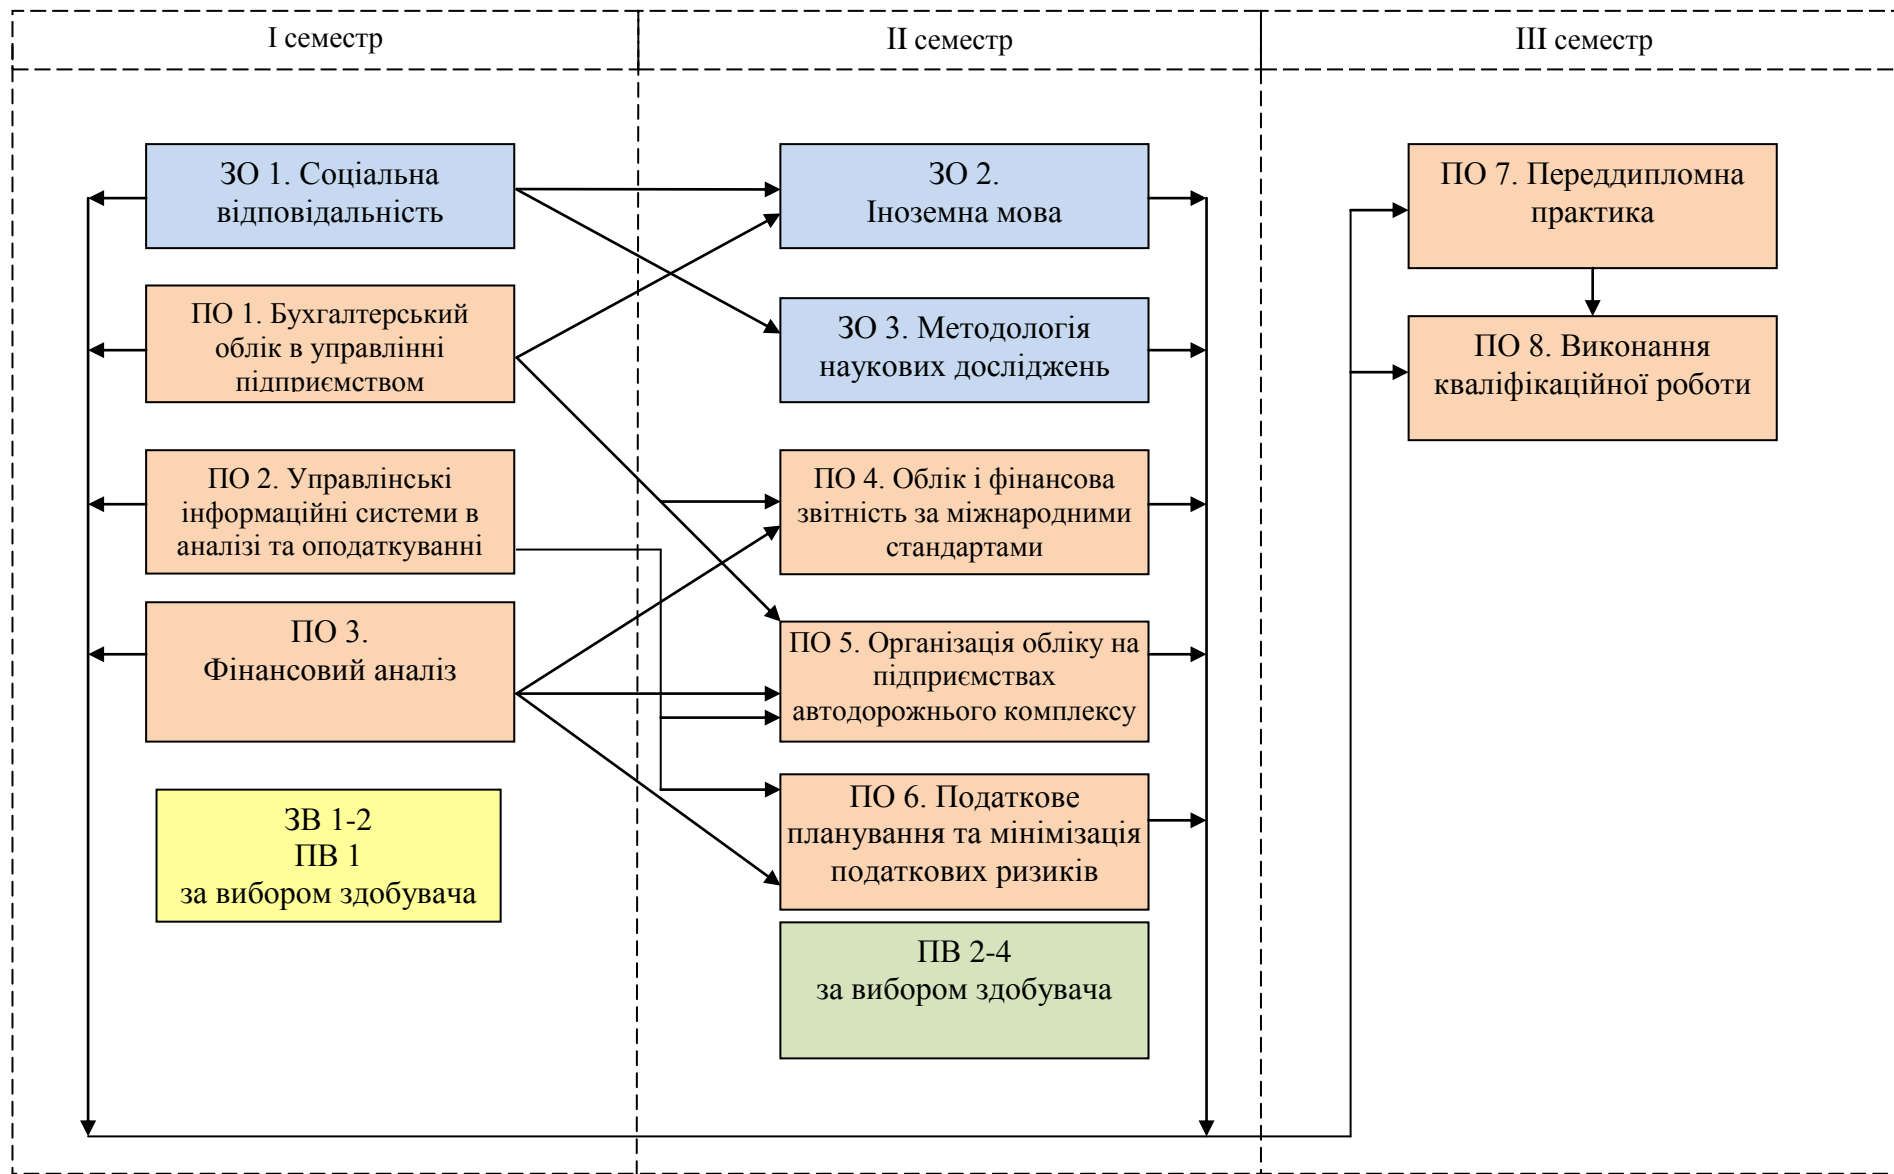 І семестр
ІІ семестр
ІІІ семестр
ЗО 1. Соціальна
відповідальність
ПО 1. Бухгалтерський
облік в управлінні
підприємством
ПО 2. Управлінські
інформаційні системи в
аналізі та оподаткуванні
ПО 3.
Фінансовий аналіз
ЗВ 1-2
ПВ 1
за вибором здобувача
ЗО 2.
Іноземна мова
ЗО 3. Методологія
наукових досліджень
ПО 4. Облік і фінансова
звітність за міжнародними
стандартами
ПО 5. Організація обліку на
підприємствах
автодорожнього комплексу
ПО 6. Податкове
планування та мінімізація
податкових ризиків
ПВ 2-4
за вибором здобувача
ПО 7. Переддипломна
практика
ПО 8. Виконання
кваліфікаційної роботи